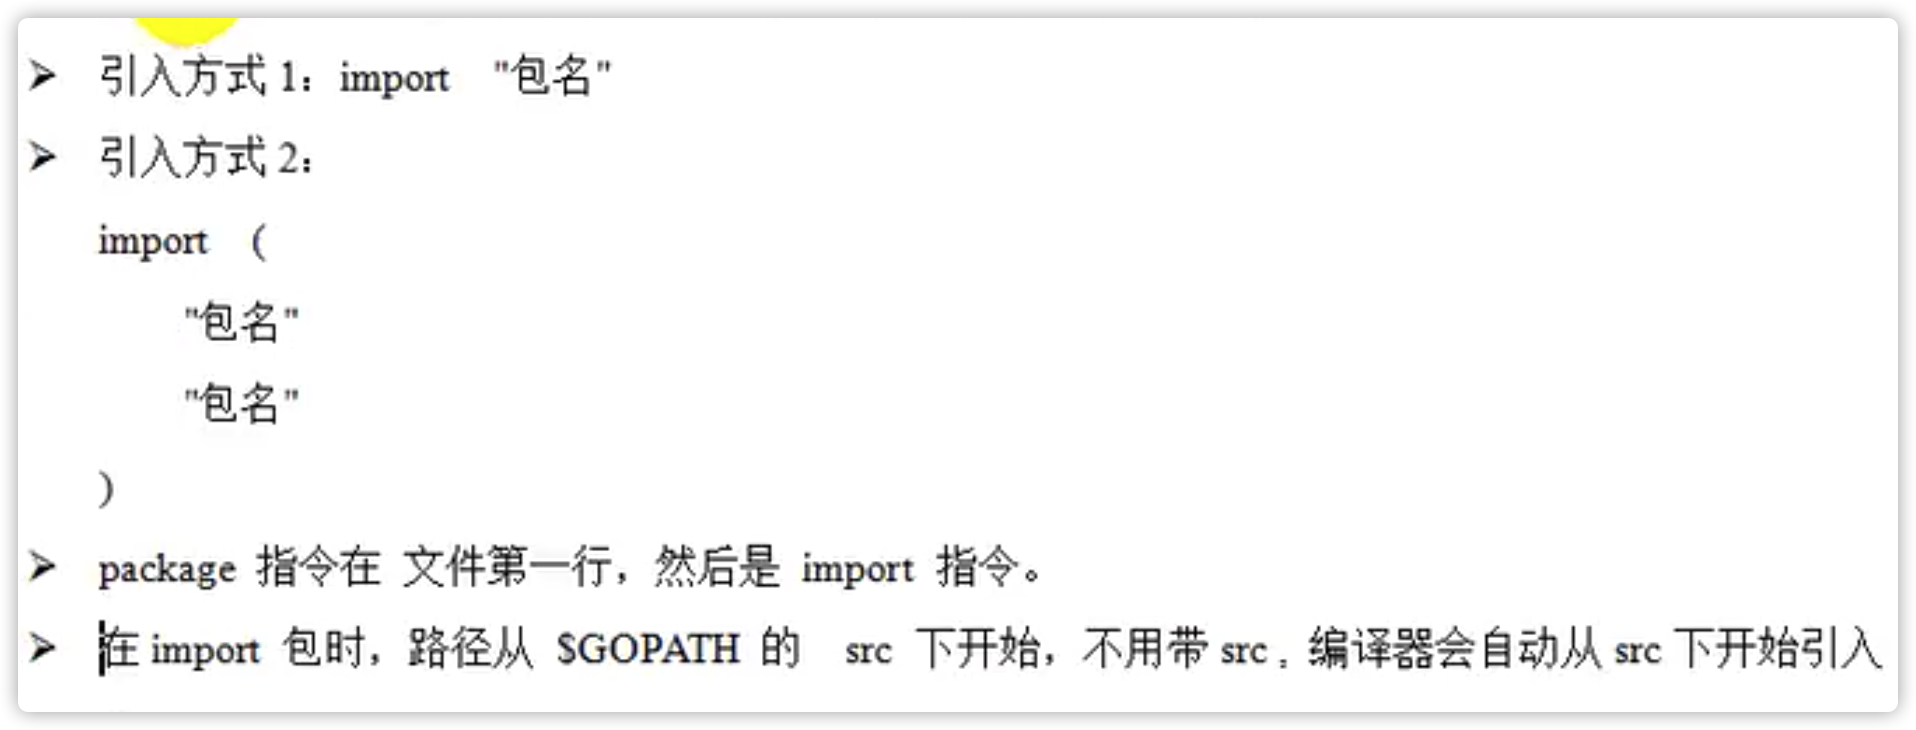 引入方式 1：import "包名"
引入方式 2：
import (
"包名"
"包名"
)
package 指令在 文件第一行，然后是 import 指令。
在 import 包时，路径从 $GOPATH 的 src 下开始，不用带 src , 编译器会自动从 src 下开始引入